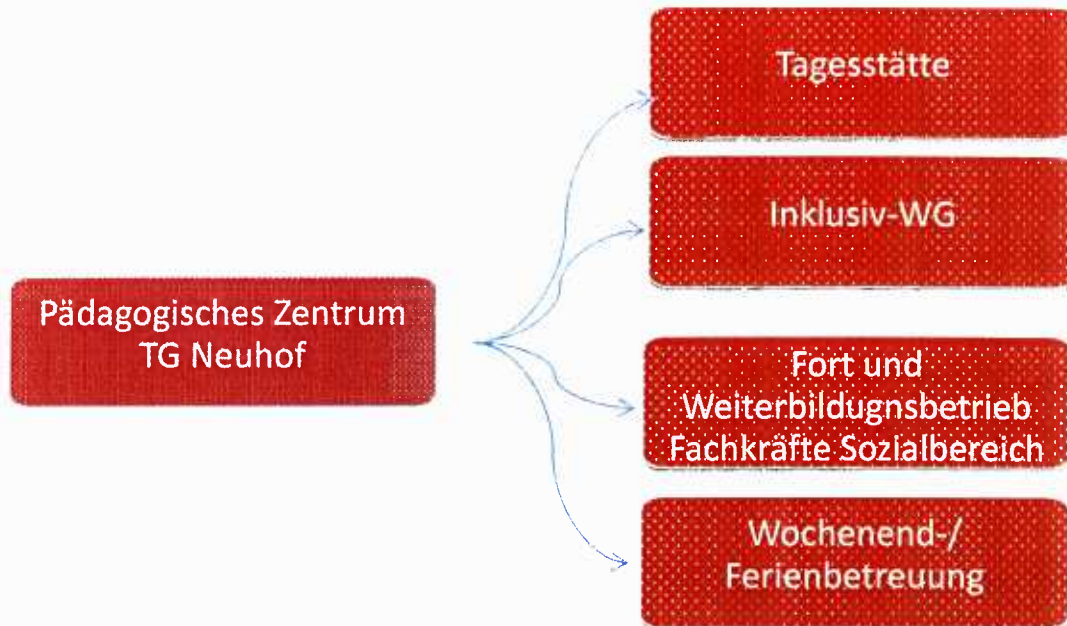 Tagesstätte
Inklusiv-WG
Pädagogisches Zentrum
TG Neuhof
Fort und
Weiterbildugnsbetrieb
Fachkräfte Sozialbereich
Wochenend-/
Ferienbetreuung